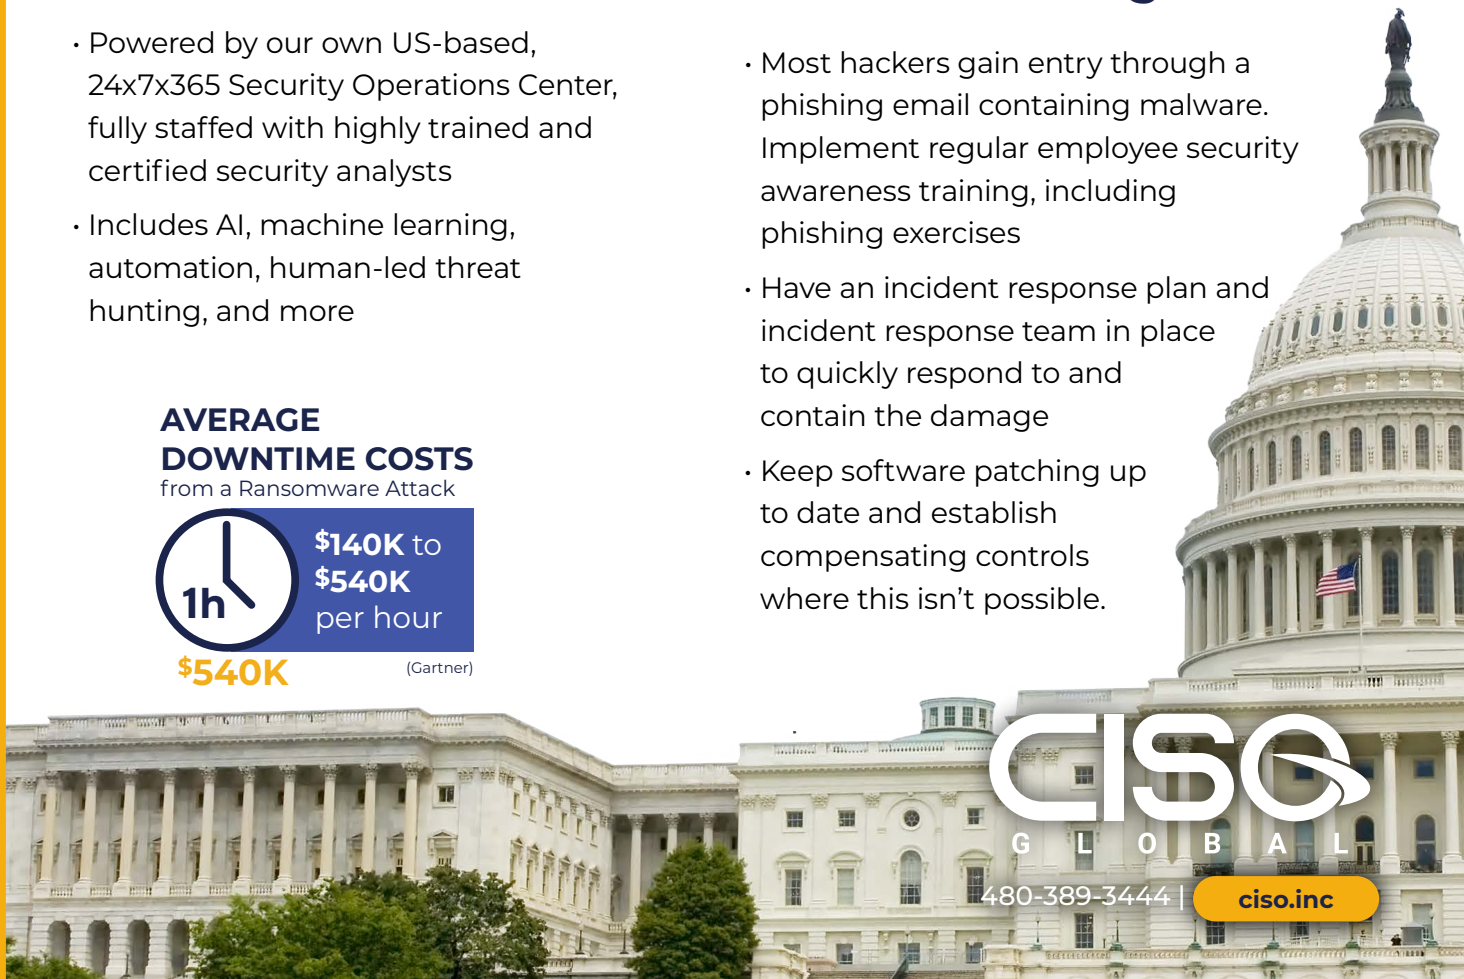 • Powered by our own US-based,
24x7x365 Security Operations Center,
fully staffed with highly trained and
certified security analysts
• Includes AI, machine learning,
automation, human-led threat
hunting, and more
AVERAGE
DOWNTIME COSTS
from a Ransomware Attack
1h
$140K to
$540K
per hour
$540K
(Gartner)
• Most hackers gain entry through a
phishing email containing malware.
Implement regular employee security
awareness training, including
phishing exercises
• Have an incident response plan and
incident response team in place
to quickly respond to and
contain the damage
• Keep software patching up
to date and establish
compensating controls
where this isn’t possible.
CISO
GLOBAL
480-389-3444 | ciso.inc